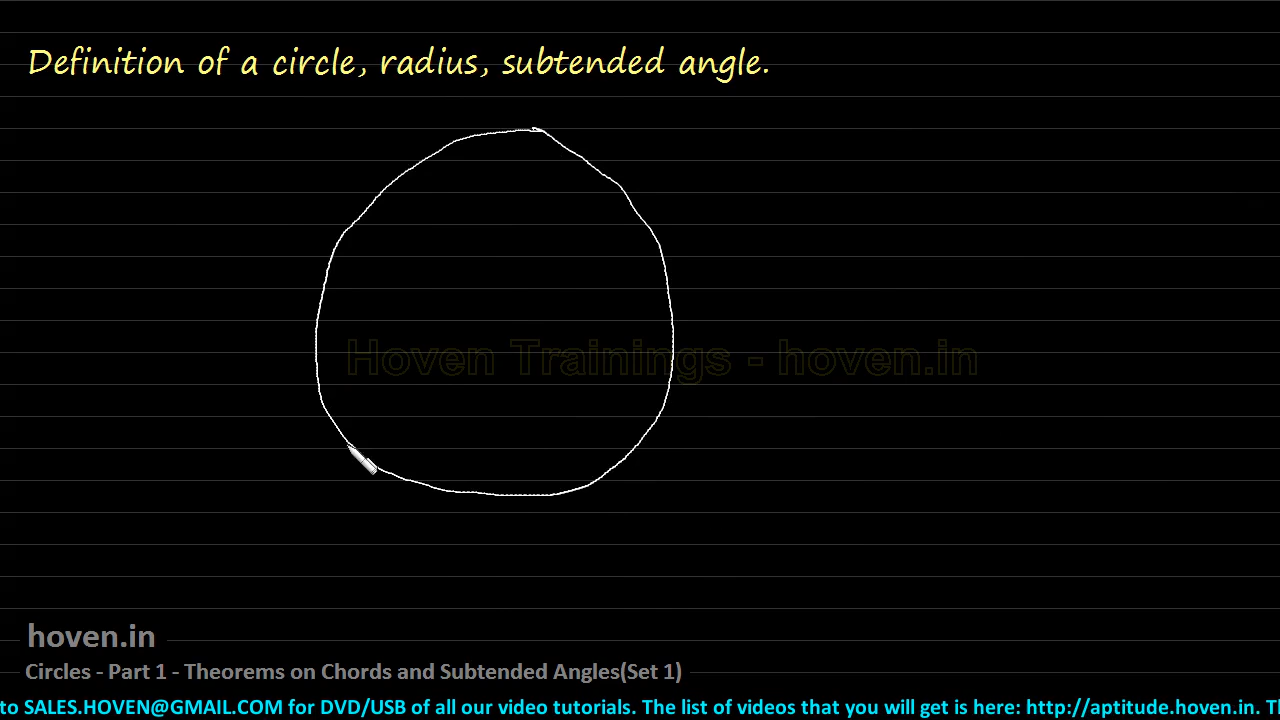 Definition of a circle, radius, subtended angle.
Hoven Trainings - hoven.in
hoven.in
Circles - Part 1 - Theorems on Chords and Subtended Angles(Set 1)
to SALES.HOVEN@GMAIL.COM for DVD/USB of all our video tutorials. The list of videos that you will get is here: http://aptitude.hoven.in. T